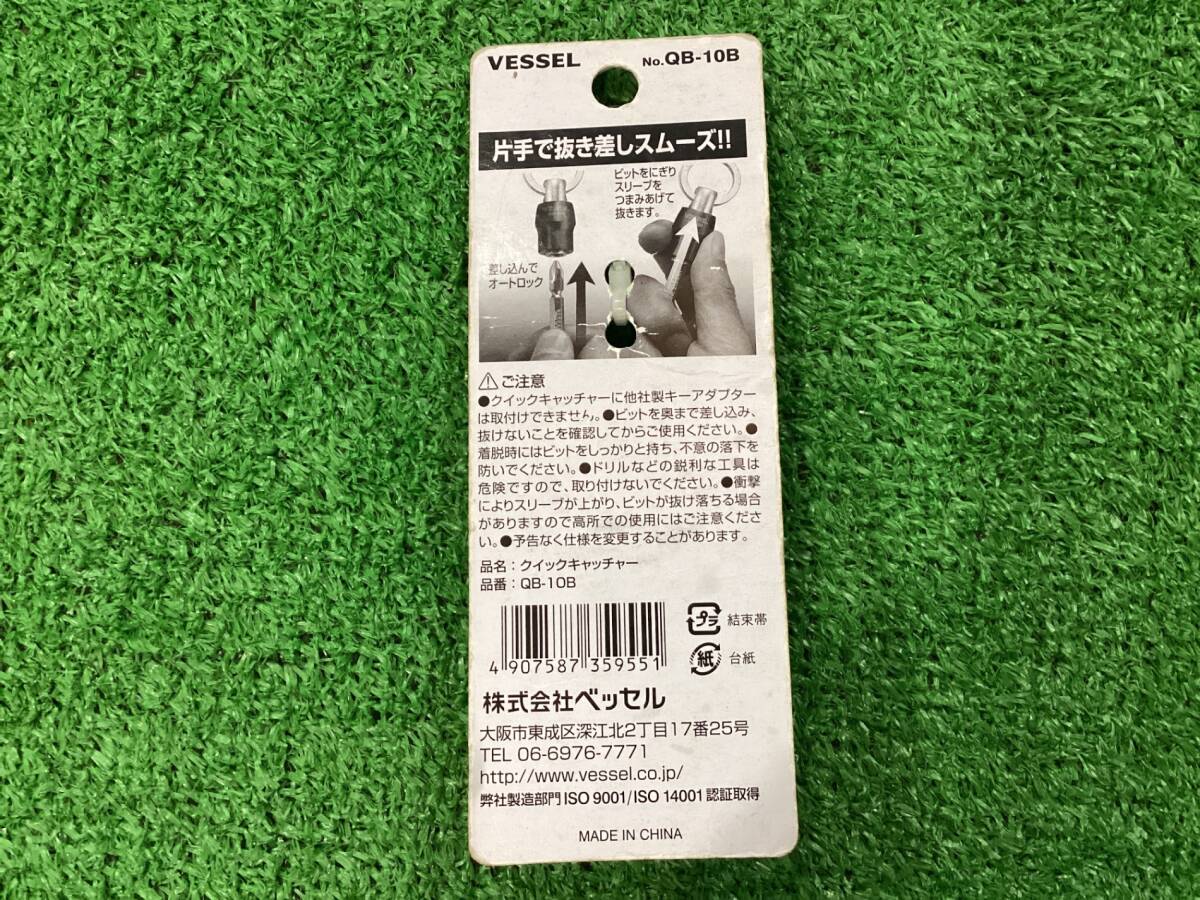 VESSEL No.QB-10B
片手で抜き差しスムーズ!!
ビットをにぎり
スリーブを
つまみあげて
抜きます。
差し込んで
オートロック
⚠ご注意
●クイックキャッチャーに他社製キーアダプター
は取付けできません。●ビットを奥まで差し込み、
抜けないことを確認してからご使用ください。●
着脱時にはビットをしっかりと持ち、不意の落下を
防いでください。●ドリルなどの鋭利な工具は
危険ですので、取り付けないでください。●衝撃
によりスリーブが上がり、ビットが抜け落ちる場合
がありますので高所での使用にはご注意くださ
い。●予告なく仕様を変更することがあります。
品名：クイックキャッチャー
品番：QB-10B
4 907587 359551
プラ 結束帯
紙 台紙
株式会社ベッセル
大阪市東成区深江北2丁目17番25号
TEL 06-6976-7771
http://www.vessel.co.jp/
弊社製造部門ISO 9001/ISO 14001認証取得
MADE IN CHINA